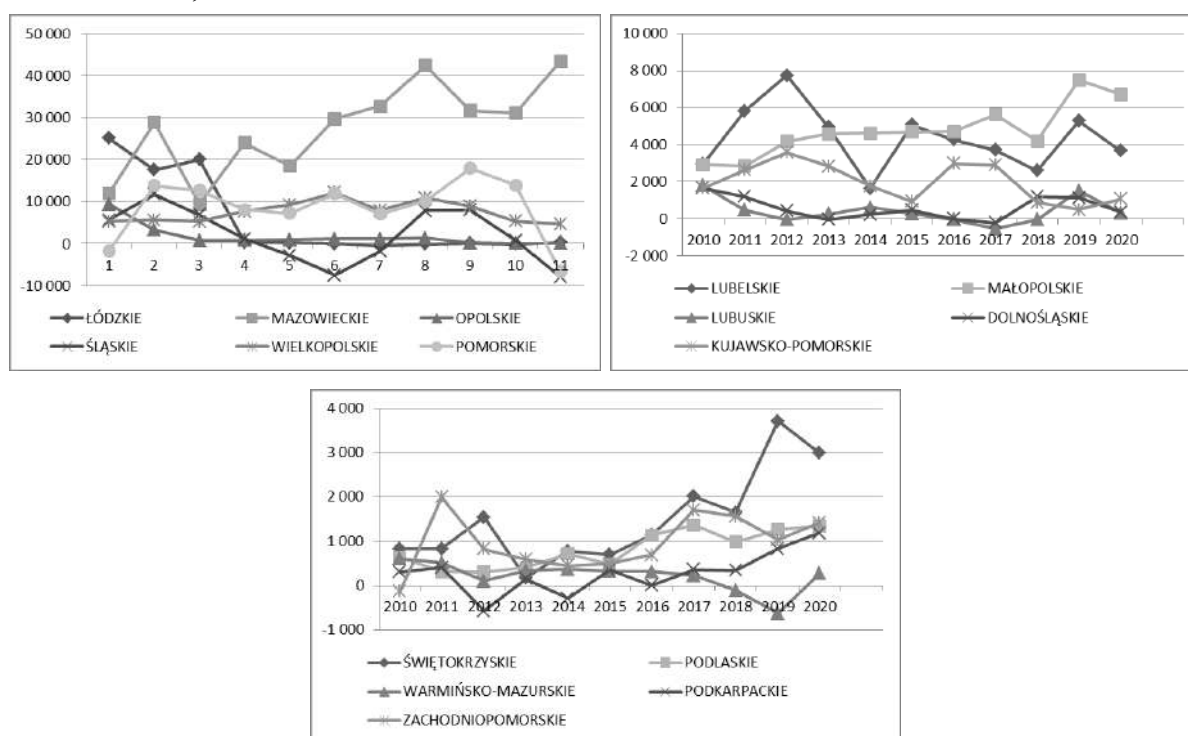 50 000
40 000
30 000
20 000
10 000
0
-10 000
1 2 3 4 5 6 7 8 9 10 11
ŁÓDZKIE MAZOWIECKIE OPOLSKIE
ŚLĄSKIE WIELKOPOLSKIE POMORSKIE
10 000
8 000
6 000
4 000
2 000
0
-2 000
2010 2011 2012 2013 2014 2015 2016 2017 2018 2019 2020
LUBELSKIE MAŁOPOLSKIE
LUBUSKIE DOLNOŚLĄSKIE
KUJAWSKO-POMORSKIE
4 000
3 000
2 000
1 000
0
-1 000
2010 2011 2012 2013 2014 2015 2016 2017 2018 2019 2020
ŚWIĘTOKRZYSKIE PODLASKIE
WARMIŃSKO-MAZURSKIE PODKARPACKIE
ZACHODNIOPOMORSKIE